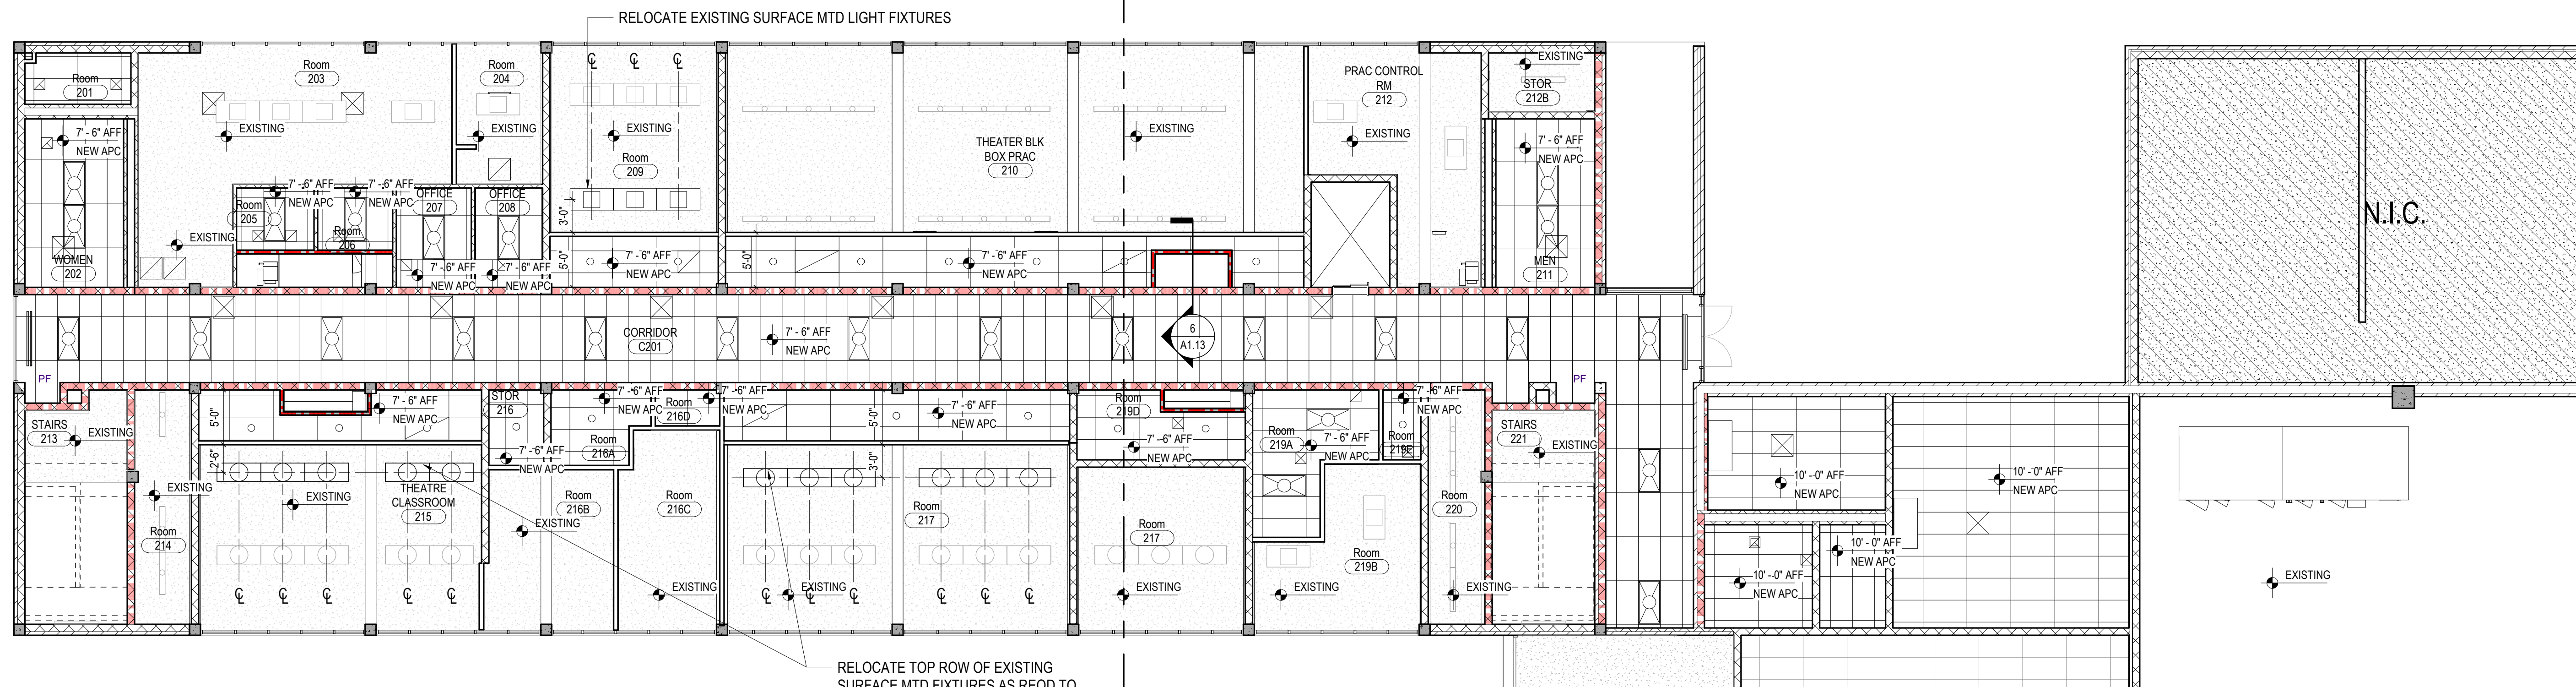 RELOCATE EXISTING SURFACE MTD LIGHT FIXTURES
Room
201
Room
203
EXISTING
Room
204
EXISTING
℄ ℄ ℄
EXISTING
Room
209
THEATER BLK
BOX PRAC
210
EXISTING
PRAC CONTROL
RM
212
EXISTING
EXISTING
STOR
212B
7' - 6" AFF
NEW APC
WOMEN
202
EXISTING
7' - 6" AFF
NEW APC
Room
205
7' - 6" AFF
NEW APC
Room
206
OFFICE
207
7' - 6" AFF
NEW APC
OFFICE
208
7' - 6" AFF
NEW APC
3'-0"
5'-0"
7' - 6" AFF
NEW APC
5'-0"
7' - 6" AFF
NEW APC
7' - 6" AFF
NEW APC
MEN
211
N.I.C.
CORRIDOR
C201
7' - 6" AFF
NEW APC
6
A1.13
PF
PF
STAIRS
213
EXISTING
EXISTING
Room
214
5'-0"
7' - 6" AFF
NEW APC
2'-6"
EXISTING
THEATRE
CLASSROOM
215
℄ ℄ ℄ ℄ ℄
STOR
216
7' - 6" AFF
NEW APC
7' - 6" AFF
NEW APC
Room
216A
Room
216D
7' - 6" AFF
NEW APC
Room
216B
EXISTING
Room
216C
EXISTING
5'-0"
7' - 6" AFF
NEW APC
3'-0"
Room
217
EXISTING
℄ ℄ ℄ ℄ ℄ ℄
Room
219D
7' - 6" AFF
NEW APC
Room
217
EXISTING
Room
219A
7' - 6" AFF
NEW APC
7' - 6" AFF
NEW APC
Room
219E
Room
219B
EXISTING
Room
220
EXISTING
STAIRS
221
EXISTING
10' - 0" AFF
NEW APC
10' - 0" AFF
NEW APC
10' - 0" AFF
NEW APC
10' - 0" AFF
NEW APC
EXISTING
RELOCATE TOP ROW OF EXISTING
SURFACE MTD FIXTURES AS REQD TO